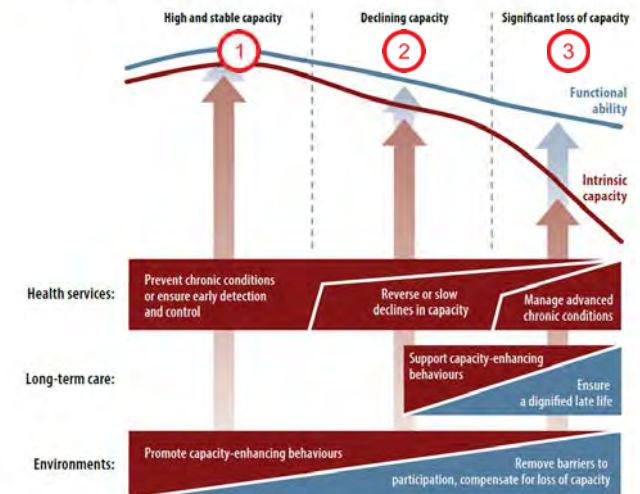 High and stable capacity
Declining capacity
Significant loss of capacity
1
2
3
Functional
ability
Intrinsic
capacity
Health services:
Prevent chronic conditions
or ensure early detection
and control
Reverse or slow
declines in capacity
Manage advanced
chronic conditions
Long-term care:
Support capacity-enhancing
behaviours
Ensure
a dignified late life
Environments:
Promote capacity-enhancing behaviours
Remove barriers to
participation, compensate for loss of capacity